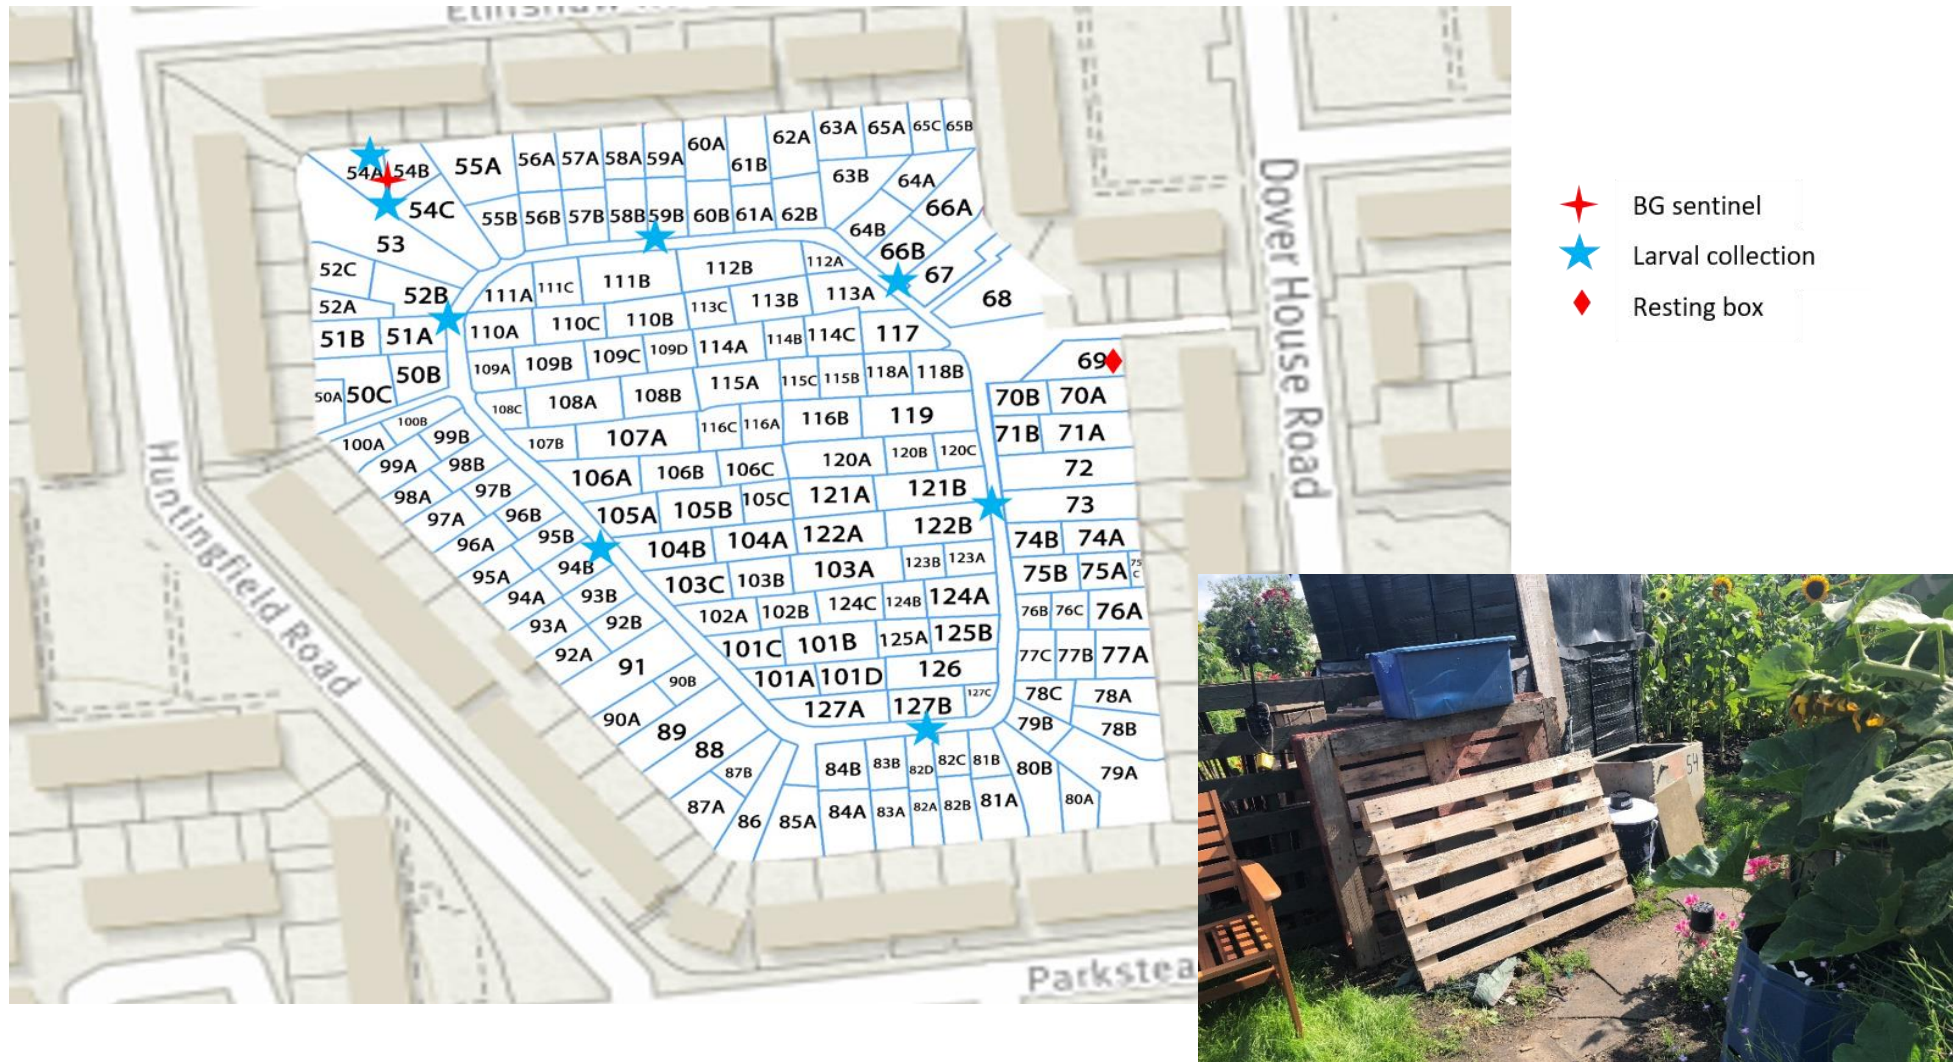 54A 54B 55A 56A 57A 58A 59A 60A 61B 62A 63A 65A 65C 65B
54C 55B 56B 57B 58B 59B 60B 61A 62B 63B 64A
53 64B 66A
66B
52C 67
52A 52B 68
51B 51A
50A 50C 50B
111A 111C 111B 112B 112A
110A 110C 110B 113C 113B 113A
109A 109B 109C 109D 114A 114B 114C 117
108C 108A 108B 115A 115C 115B 118A 118B
107B 107A 116C 116A 116B 119
106A 106B 106C 120A 120B 120C
105A 105B 105C 121A 121B
104B 104A 122A 122B
103C 103B 103A 123B 123A
102A 102B 124C 124B 124A
101C 101B 125A 125B
101A 101D 126
127A 127B 127C
69
70B 70A
71B 71A
72
73
74B 74A
75B 75A 75C
76B 76C 76A
77C 77B 77A
78C 78A
79B 78B
80B 79A
80A
100A 100B
99A 99B
98A 98B
97A 97B
96A 96B
95A 95B
94A 94B
93A 93B
92A 92B
91
90A 90B
89
88
87A 87B
86
85A
84B 83B 82D 82C 81B
84A 83A 82A 82B 81A
Huntingfield Road
Dover House Road
Parkstea
BG sentinel
Larval collection
Resting box
54